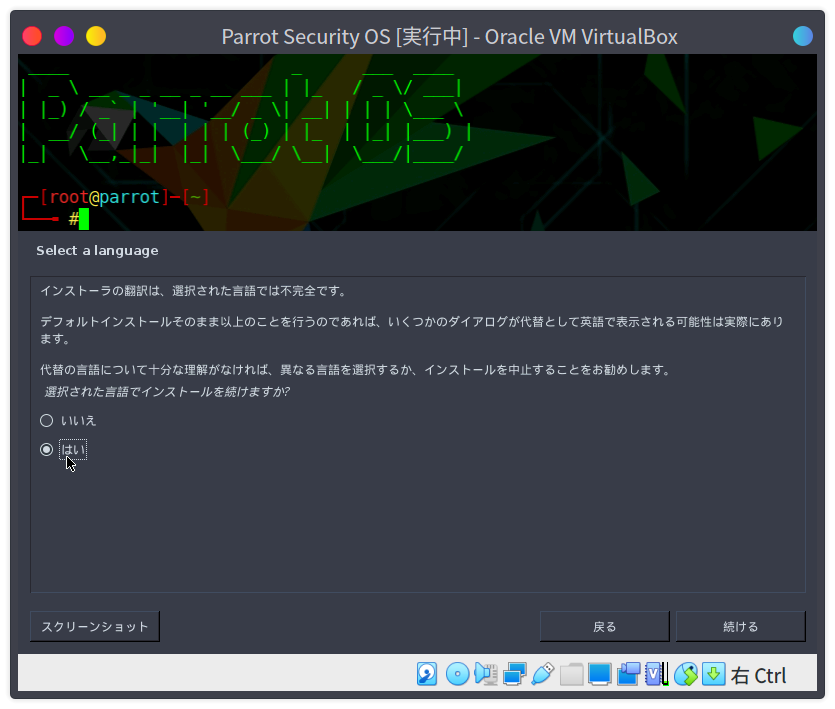 Parrot Security OS [実行中] - Oracle VM VirtualBox
Parrot OS
[root@parrot]-[~]
#
Select a language
インストーラの翻訳は、選択された言語では不完全です。
デフォルトインストールそのまま以上のことを行うのであれば、いくつかのダイアログが代替として英語で表示される可能性は実際にあり
ます。
代替の言語について十分な理解がなければ、異なる言語を選択するか、インストールを中止することをお勧めします。
選択された言語でインストールを続けますか?
いいえ
はい
スクリーンショット
戻る
続ける
右 Ctrl